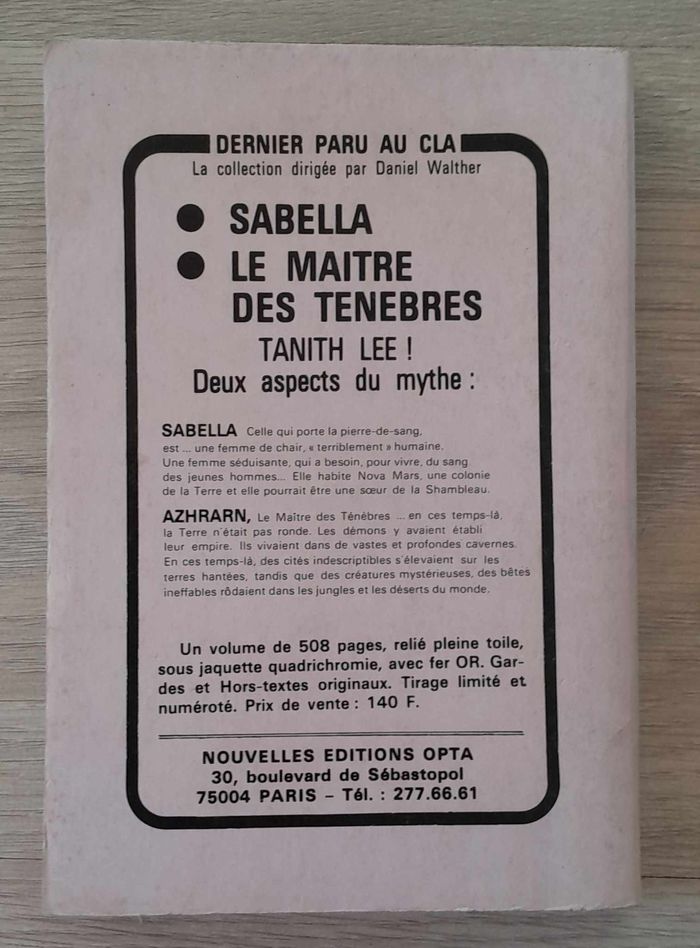 DERNIER PARU AU CLA
La collection dirigée par Daniel Walther
● SABELLA
● LE MAITRE
DES TENEBRES
TANITH LEE !
Deux aspects du mythe :
SABELLA Celle qui porte la pierre-de-sang,
est ... une femme de chair, « terriblement » humaine.
Une femme séduisante, qui a besoin, pour vivre, du sang
des jeunes hommes... Elle habite Nova Mars, une colonie
de la Terre et elle pourrait être une sœur de la Shambleau.
AZHRARN, Le Maître des Ténèbres ... en ces temps-là,
la Terre n'était pas ronde. Les démons y avaient établi
leur empire. Ils vivaient dans de vastes et profondes cavernes.
En ces temps-là, des cités indescriptibles s'élevaient sur les
terres hantées, tandis que des créatures mystérieuses, des bêtes
ineffables rôdaient dans les jungles et les déserts du monde.
Un volume de 508 pages, relié pleine toile,
sous jaquette quadrichromie, avec fer OR. Gar-
des et Hors-textes originaux. Tirage limité et
numéroté. Prix de vente : 140 F.
NOUVELLES EDITIONS OPTA
30, boulevard de Sébastopol
75004 PARIS - Tél. : 277.66.61